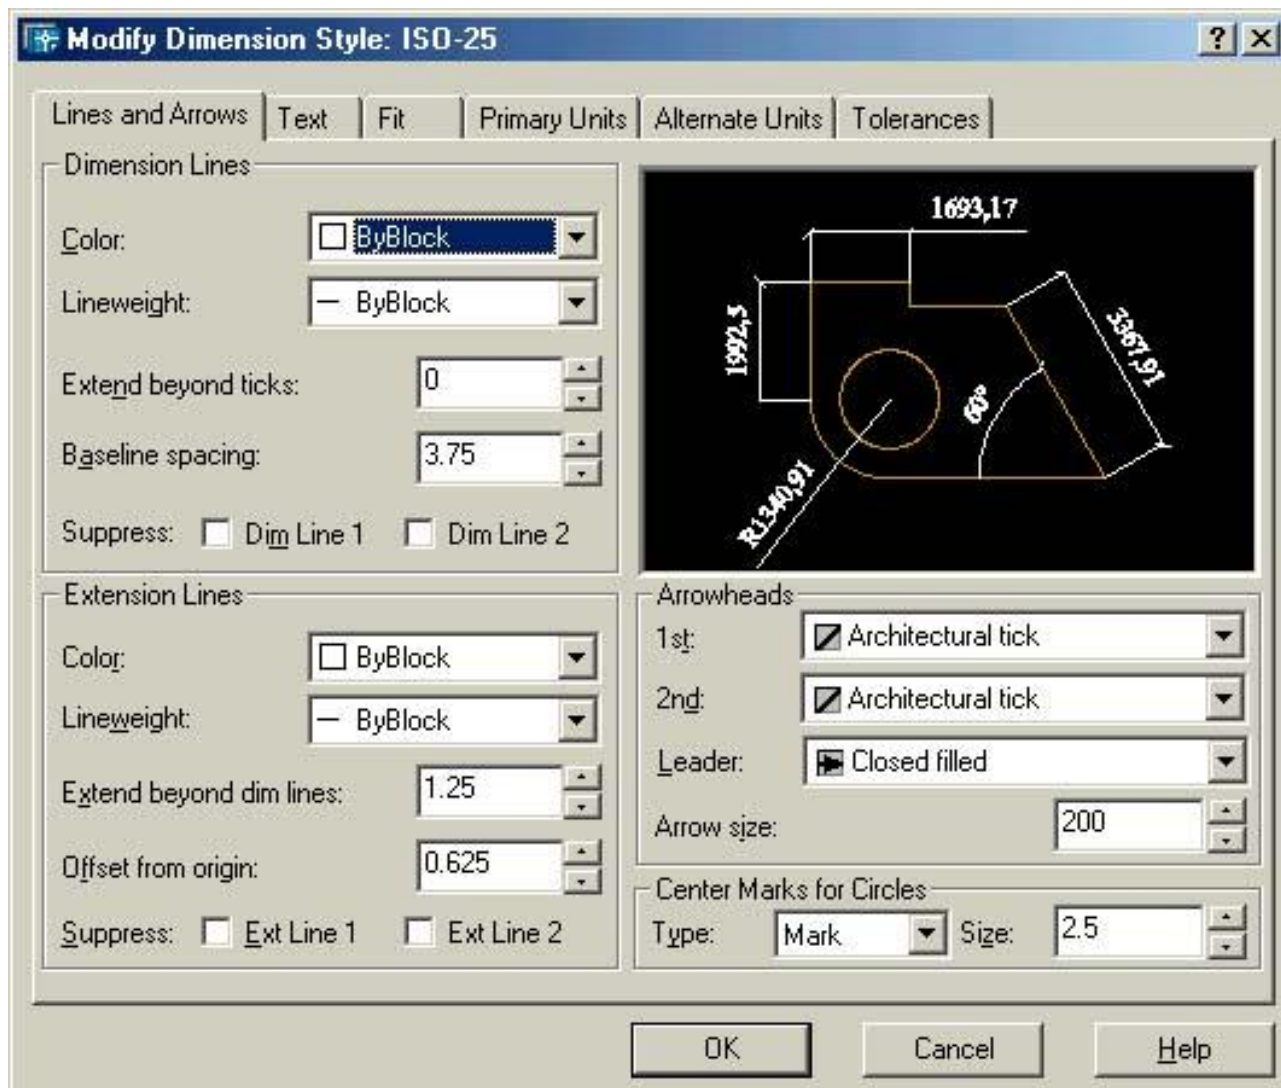 Modify Dimension Style: ISO-25
Lines and Arrows
Text
Fit
Primary Units
Alternate Units
Tolerances
Dimension Lines
Color:
ByBlock
Lineweight:
ByBlock
Extend beyond ticks:
0
Baseline spacing:
3.75
Suppress:
Dim Line 1
Dim Line 2
1693,17
1992,5
3367,91
60°
R1340,91
Extension Lines
Color:
ByBlock
Lineweight:
ByBlock
Extend beyond dim lines:
1.25
Offset from origin:
0.625
Suppress:
Ext Line 1
Ext Line 2
Arrowheads
1st:
Architectural tick
2nd:
Architectural tick
Leader:
Closed filled
Arrow size:
200
Center Marks for Circles
Type:
Mark
Size:
2.5
OK
Cancel
Help